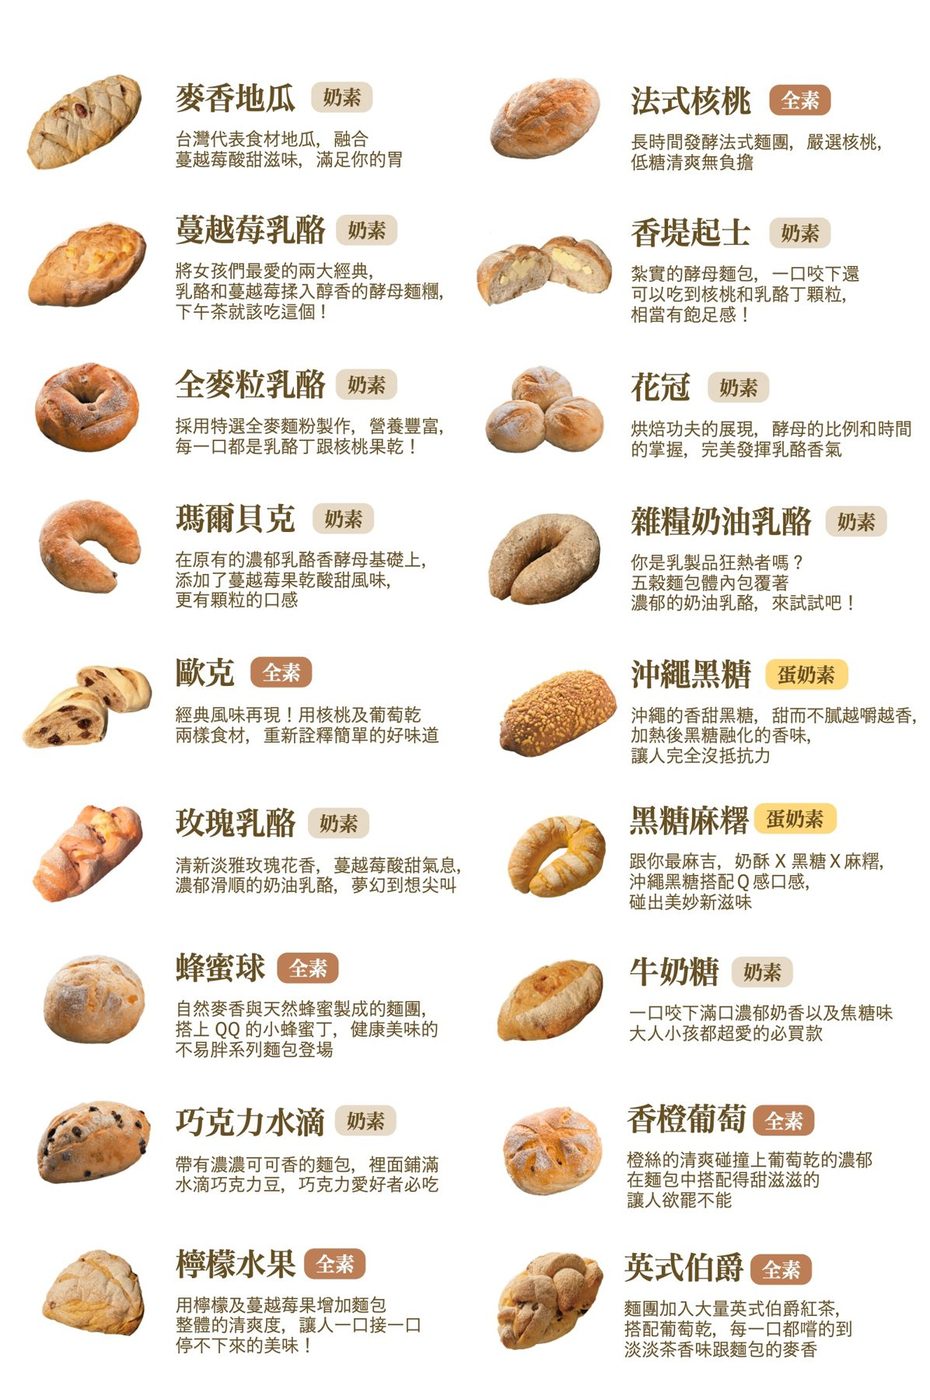 麥香地瓜 奶素
台灣代表食材地瓜，融合
蔓越莓酸甜滋味，滿足你的胃
蔓越莓乳酪 奶素
將女孩們最愛的兩大經典，
乳酪和蔓越莓揉入醇香的酵母麵糰，
下午茶就該吃這個！
全麥粒乳酪 奶素
採用特選全麥麵粉製作，營養豐富，
每一口都是乳酪丁跟核桃果乾！
瑪爾貝克 奶素
在原有的濃郁乳酪香酵母基礎上，
添加了蔓越莓果乾酸甜風味，
更有顆粒的口感
歐克 全素
經典風味再現！用核桃及葡萄乾
兩樣食材，重新詮釋簡單的好味道
玫瑰乳酪 奶素
清新淡雅玫瑰花香，蔓越莓酸甜氣息，
濃郁滑順的奶油乳酪，夢幻到想尖叫
蜂蜜球 全素
自然麥香與天然蜂蜜製成的麵團，
搭上 QQ 的小蜂蜜丁，健康美味的
不易胖系列麵包登場
巧克力水滴 奶素
帶有濃濃可可香的麵包，裡面鋪滿
水滴巧克力豆，巧克力愛好者必吃
檸檬水果 全素
用檸檬及蔓越莓果增加麵包
整體的清爽度，讓人一口接一口
停不下來的美味！
法式核桃 全素
長時間發酵法式麵團，嚴選核桃，
低糖清爽無負擔
香堤起士 奶素
紮實的酵母麵包，一口咬下還
可以吃到核桃和乳酪丁顆粒，
相當有飽足感！
花冠 奶素
烘焙功夫的展現，酵母的比例和時間
的掌握，完美發揮乳酪香氣
雜糧奶油乳酪 奶素
你是乳製品狂熱者嗎？
五穀麵包體內包覆著
濃郁的奶油乳酪，來試試吧！
沖繩黑糖 蛋奶素
沖繩的香甜黑糖，甜而不膩越嚼越香，
加熱後黑糖融化的香味，
讓人完全沒抵抗力
黑糖麻糬 蛋奶素
跟你最麻吉，奶酥 X 黑糖 X 麻糬，
沖繩黑糖搭配Q感口感，
碰出美妙新滋味
牛奶糖 奶素
一口咬下滿口濃郁奶香以及焦糖味
大人小孩都超愛的必買款
香橙葡萄 全素
橙絲的清爽碰撞上葡萄乾的濃郁
在麵包中搭配得甜滋滋的
讓人欲罷不能
英式伯爵 全素
麵團加入大量英式伯爵紅茶，
搭配葡萄乾，每一口都嚐的到
淡淡茶香味跟麵包的麥香